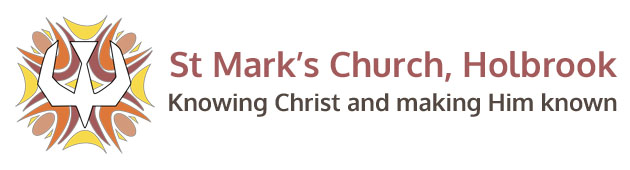 St Mark’s Church, Holbrook
Knowing Christ and making Him known